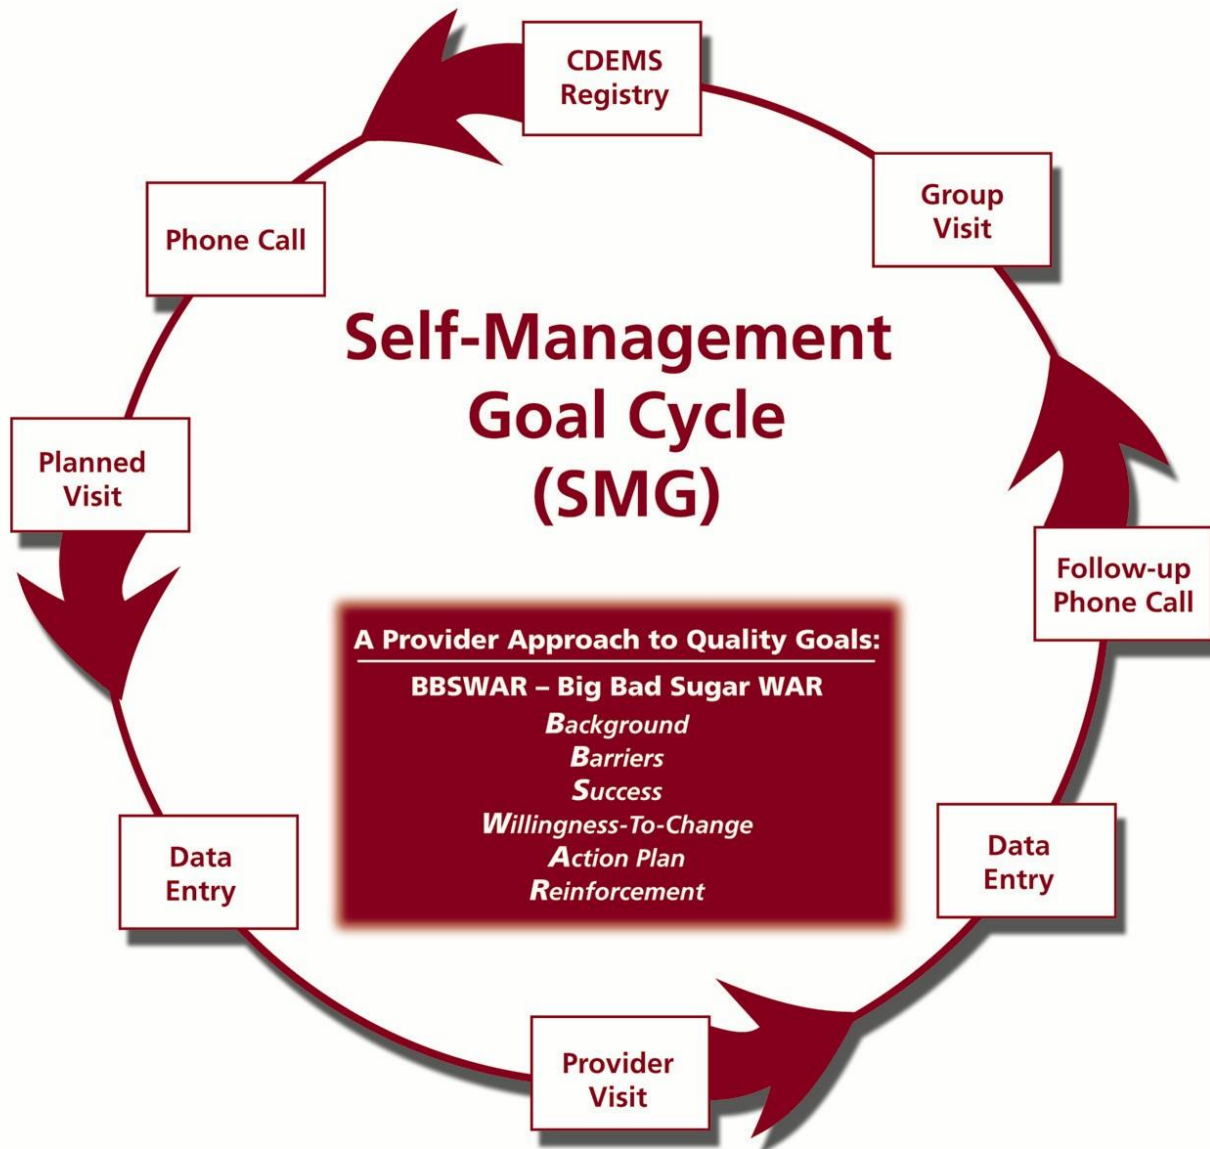 CDEMS
Registry
Group
Visit
Phone Call
Self-Management
Goal Cycle
(SMG)
Planned
Visit
Follow-up
Phone Call
A Provider Approach to Quality Goals:
BBSWAR – Big Bad Sugar WAR
Background
Barriers
Success
Willingness-To-Change
Action Plan
Reinforcement
Data
Entry
Data
Entry
Provider
Visit